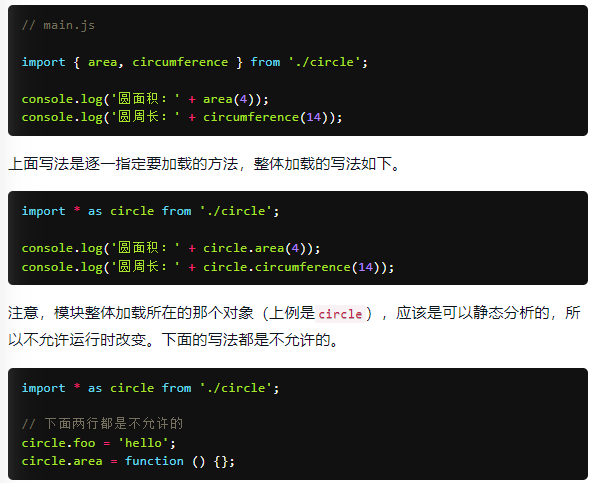 // main.js
import { area, circumference } from './circle';
console.log('圆面积：' + area(4));
console.log('圆周长：' + circumference(14));
上面写法是逐一指定要加载的方法，整体加载的写法如下。
import * as circle from './circle';
console.log('圆面积：' + circle.area(4));
console.log('圆周长：' + circle.circumference(14));
注意，模块整体加载所在的那个对象（上例是circle），应该是可以静态分析的，所
以不允许运行时改变。下面的写法都是不允许的。
import * as circle from './circle';
// 下面两行都是不允许的
circle.foo = 'hello';
circle.area = function () {};